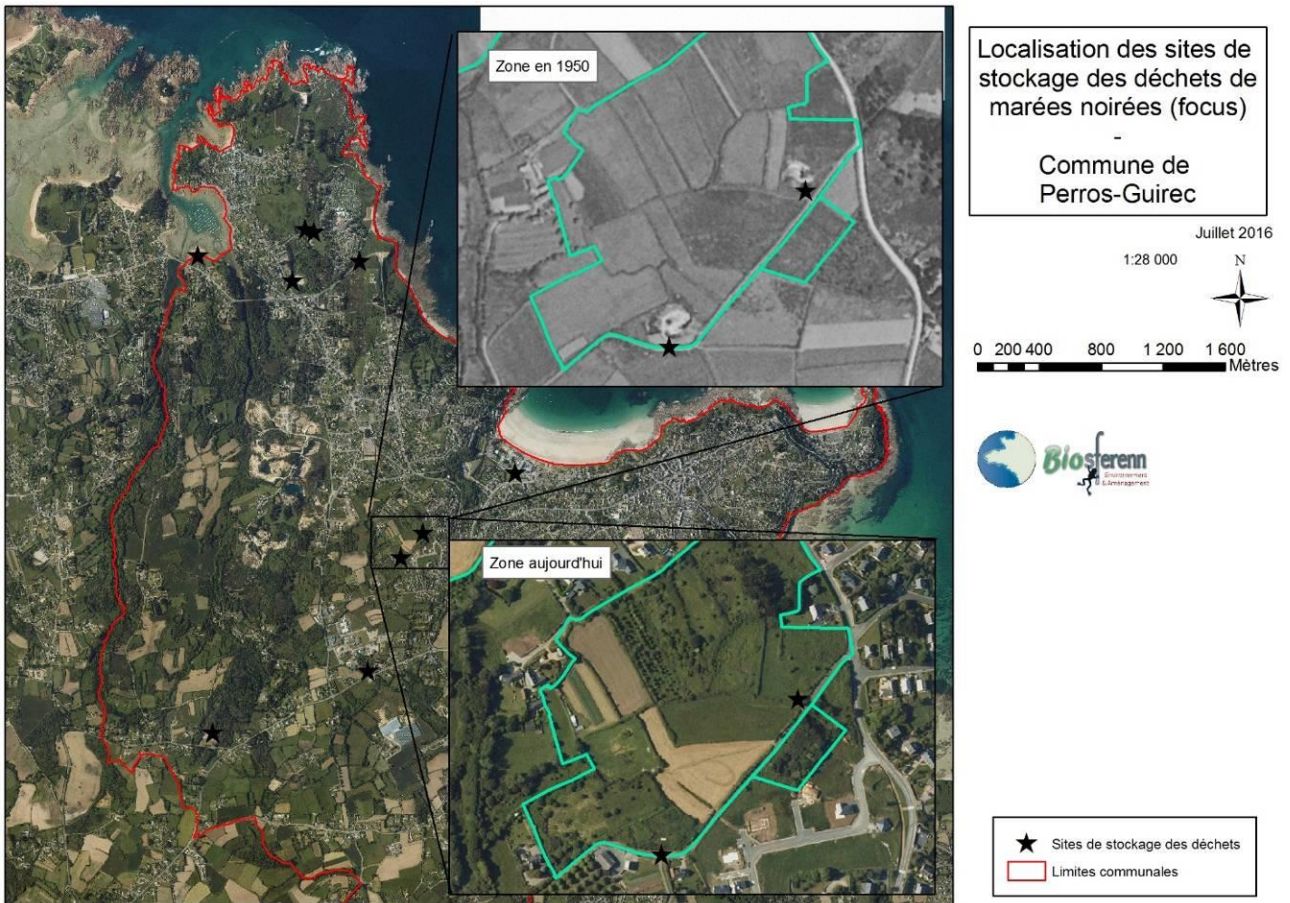 Zone en 1950
Zone aujourd'hui
Localisation des sites de
stockage des déchets de
marées noirées (focus)
-
Commune de
Perros-Guirec
Juillet 2016
1:28 000
N
0 200 400 800 1 200 1 600
Mètres
Biosferenn
Environnement
& Aménagement
Sites de stockage des déchets
Limites communales